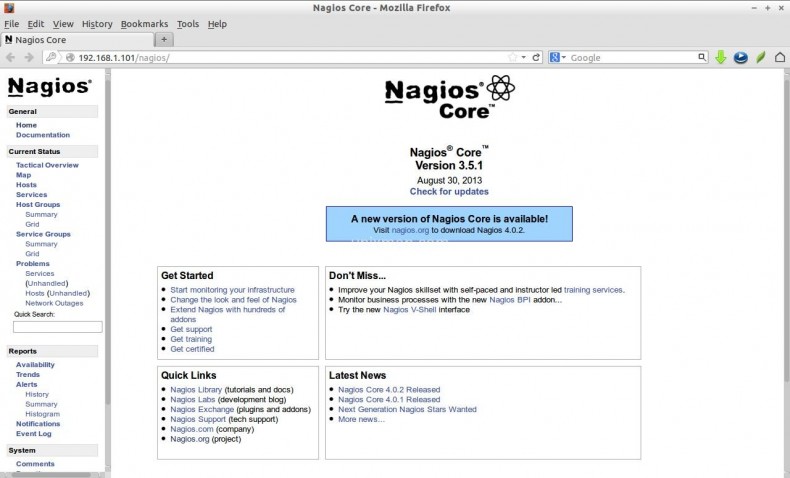 Nagios Core - Mozilla Firefox
File Edit View History Bookmarks Tools Help
Nagios Core
192.168.1.101/nagios/
Google
Nagios®
General
Home
Documentation
Current Status
Tactical Overview
Map
Hosts
Services
Host Groups
Summary
Grid
Service Groups
Summary
Grid
Problems
Services
(Unhandled)
Hosts (Unhandled)
Network Outages
Quick Search:
Reports
Availability
Trends
Alerts
History
Summary
Histogram
Notifications
Event Log
System
Comments
Nagios®
Core™
Nagios® Core™
Version 3.5.1
August 30, 2013
Check for updates
A new version of Nagios Core is available!
Visit nagios.org to download Nagios 4.0.2.
Get Started
Start monitoring your infrastructure
Change the look and feel of Nagios
Extend Nagios with hundreds of
addons
Get support
Get training
Get certified
Don't Miss...
Improve your Nagios skillset with self-paced and instructor led training services.
Monitor business processes with the new Nagios BPI addon...
Try the new Nagios V-Shell interface
Quick Links
Nagios Library (tutorials and docs)
Nagios Labs (development blog)
Nagios Exchange (plugins and addons)
Nagios Support (tech support)
Nagios.com (company)
Nagios.org (project)
Latest News
Nagios Core 4.0.2 Released
Nagios Core 4.0.1 Released
Next Generation Nagios Stars Wanted
More news...